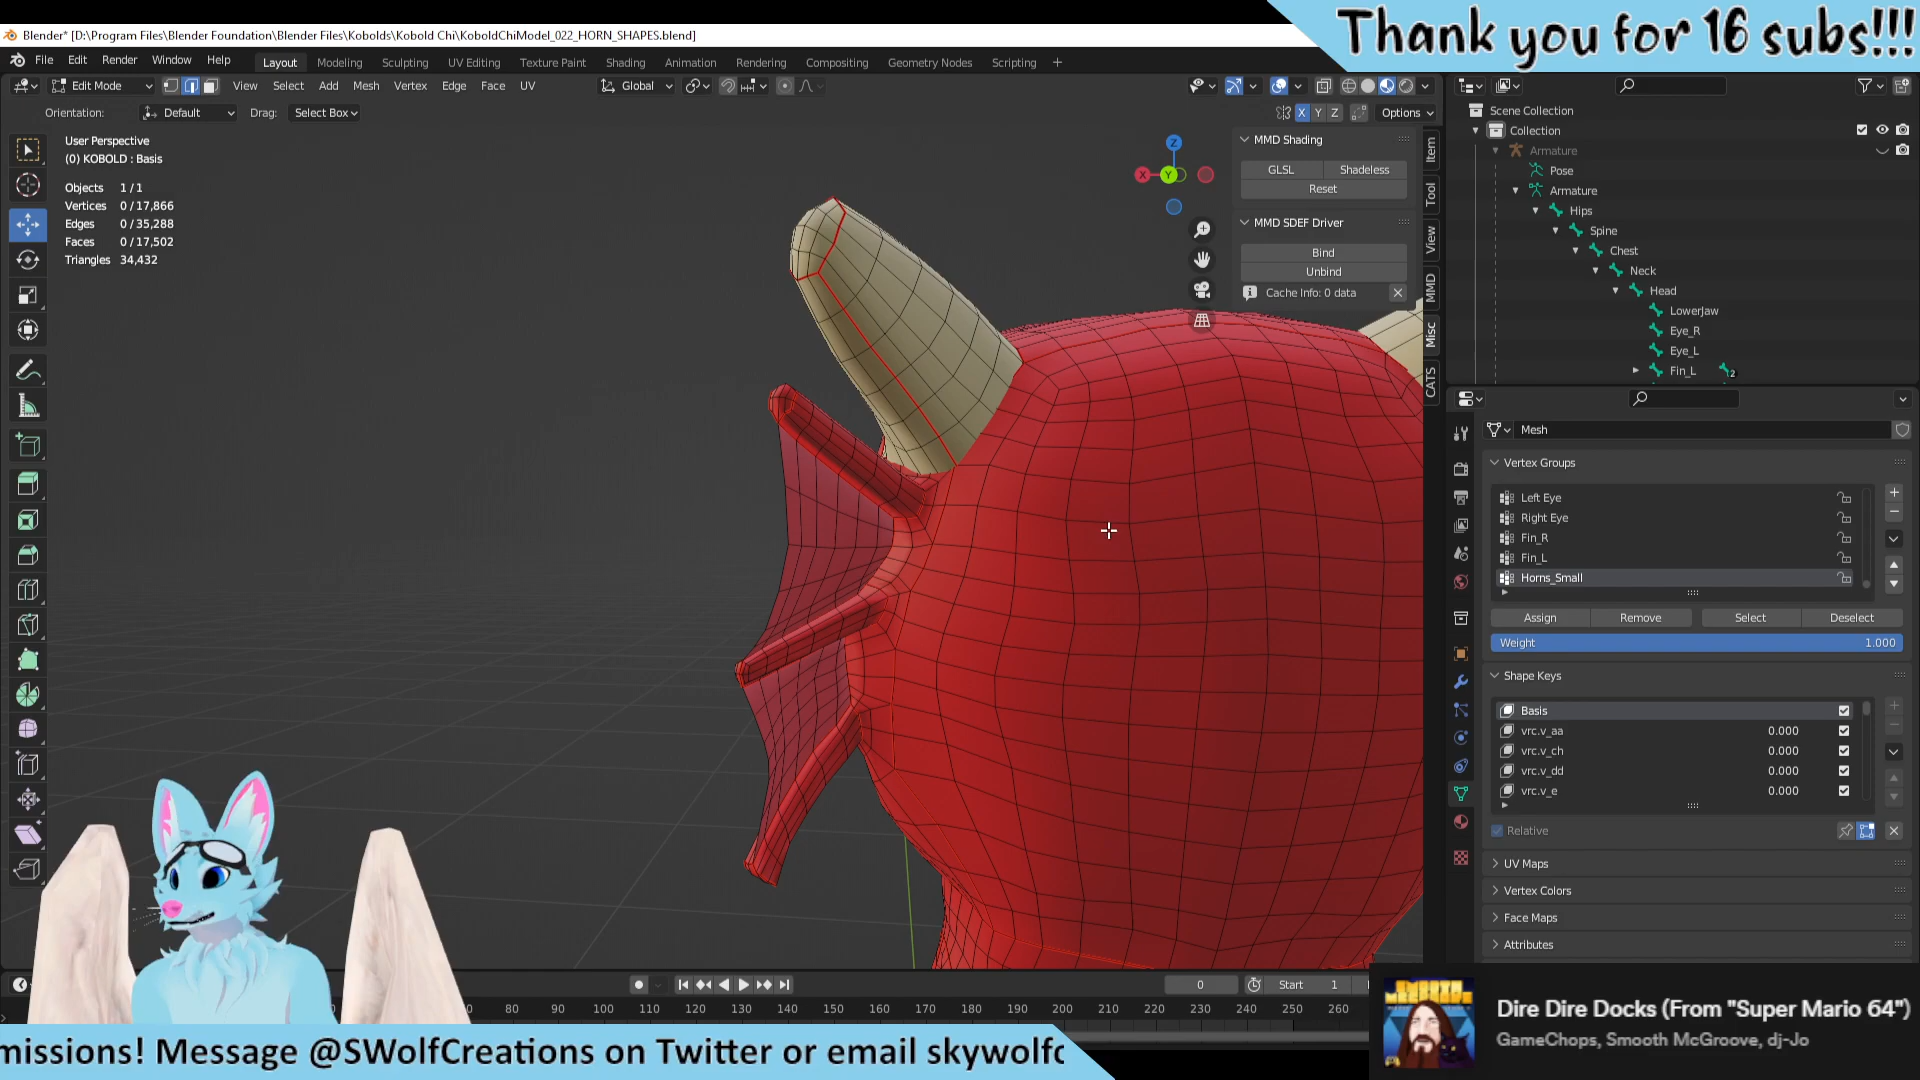 Thank you for 16 subs!!!
Blender* [D:\Program Files\Blender Foundation\Blender Files\Kobolds\Kobold Chi\KoboldChiModel_022_HORN_SHAPES.blend]
File Edit Render Window Help Layout Modeling Sculpting UV Editing Texture Paint Shading Animation Rendering Compositing Geometry Nodes Scripting +
Edit Mode View Select Add Mesh Vertex Edge Face UV Global
Orientation: Default Drag: Select Box X Y Z Options
User Perspective
(0) KOBOLD : Basis
Objects 1/1
Vertices 0/17,866
Edges 0/35,288
Faces 0/17,502
Triangles 34,432
Z
X Y
MMD Shading
GLSL Shadeless
Reset
MMD SDEF Driver
Bind
Unbind
Cache Info: 0 data
Item
Tool
View
MMD
Misc
CATS
Scene Collection
Collection
Armature
Pose
Armature
Hips
Spine
Chest
Neck
Head
LowerJaw
Eye_R
Eye_L
Fin_L 2
Mesh
Vertex Groups
Left Eye
Right Eye
Fin_R
Fin_L
Horns_Small
Assign Remove Select Deselect
Weight 1.000
Shape Keys
Basis
vrc.v_aa 0.000
vrc.v_ch 0.000
vrc.v_dd 0.000
vrc.v_e 0.000
Relative
UV Maps
Vertex Colors
Face Maps
Attributes
0 Start 1
80 90 100 110 120 130 140 150 160 170 180 190 200 210 220 230 240 250 260
Dire Dire Docks (From "Super Mario 64")
GameChops, Smooth McGroove, dj-Jo
missions! Message @SWolfCreations on Twitter or email skywolfc